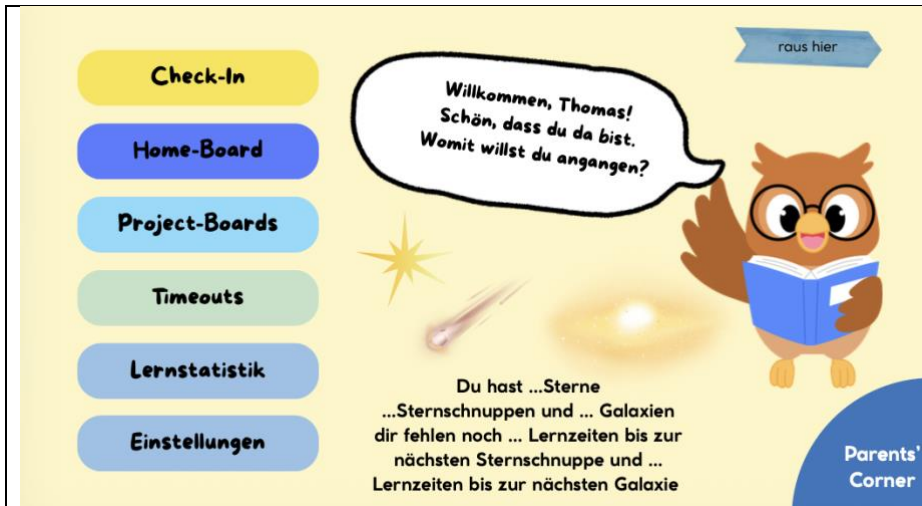 Check-In
Home-Board
Project-Boards
Timeouts
Lernstatistik
Einstellungen
Willkommen, Thomas!
Schön, dass du da bist.
Womit willst du angangen?
raus hier
Du hast ...Sterne
...Sternschnuppen und ... Galaxien
dir fehlen noch ... Lernzeiten bis zur
nächsten Sternschnuppe und ...
Lernzeiten bis zur nächsten Galaxie
Parents'
Corner